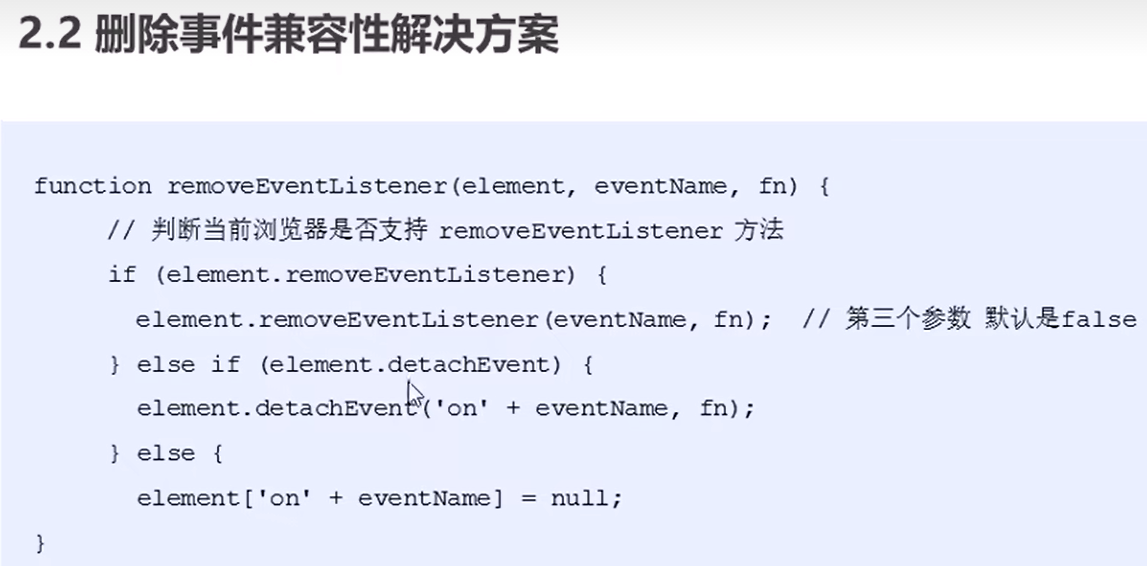 2.2 删除事件兼容性解决方案
function removeEventListener(element, eventName, fn) {
// 判断当前浏览器是否支持 removeEventListener 方法
if (element.removeEventListener) {
element.removeEventListener(eventName, fn); // 第三个参数 默认是false
} else if (element.detachEvent) {
element.detachEvent('on' + eventName, fn);
} else {
element['on' + eventName] = null;
}